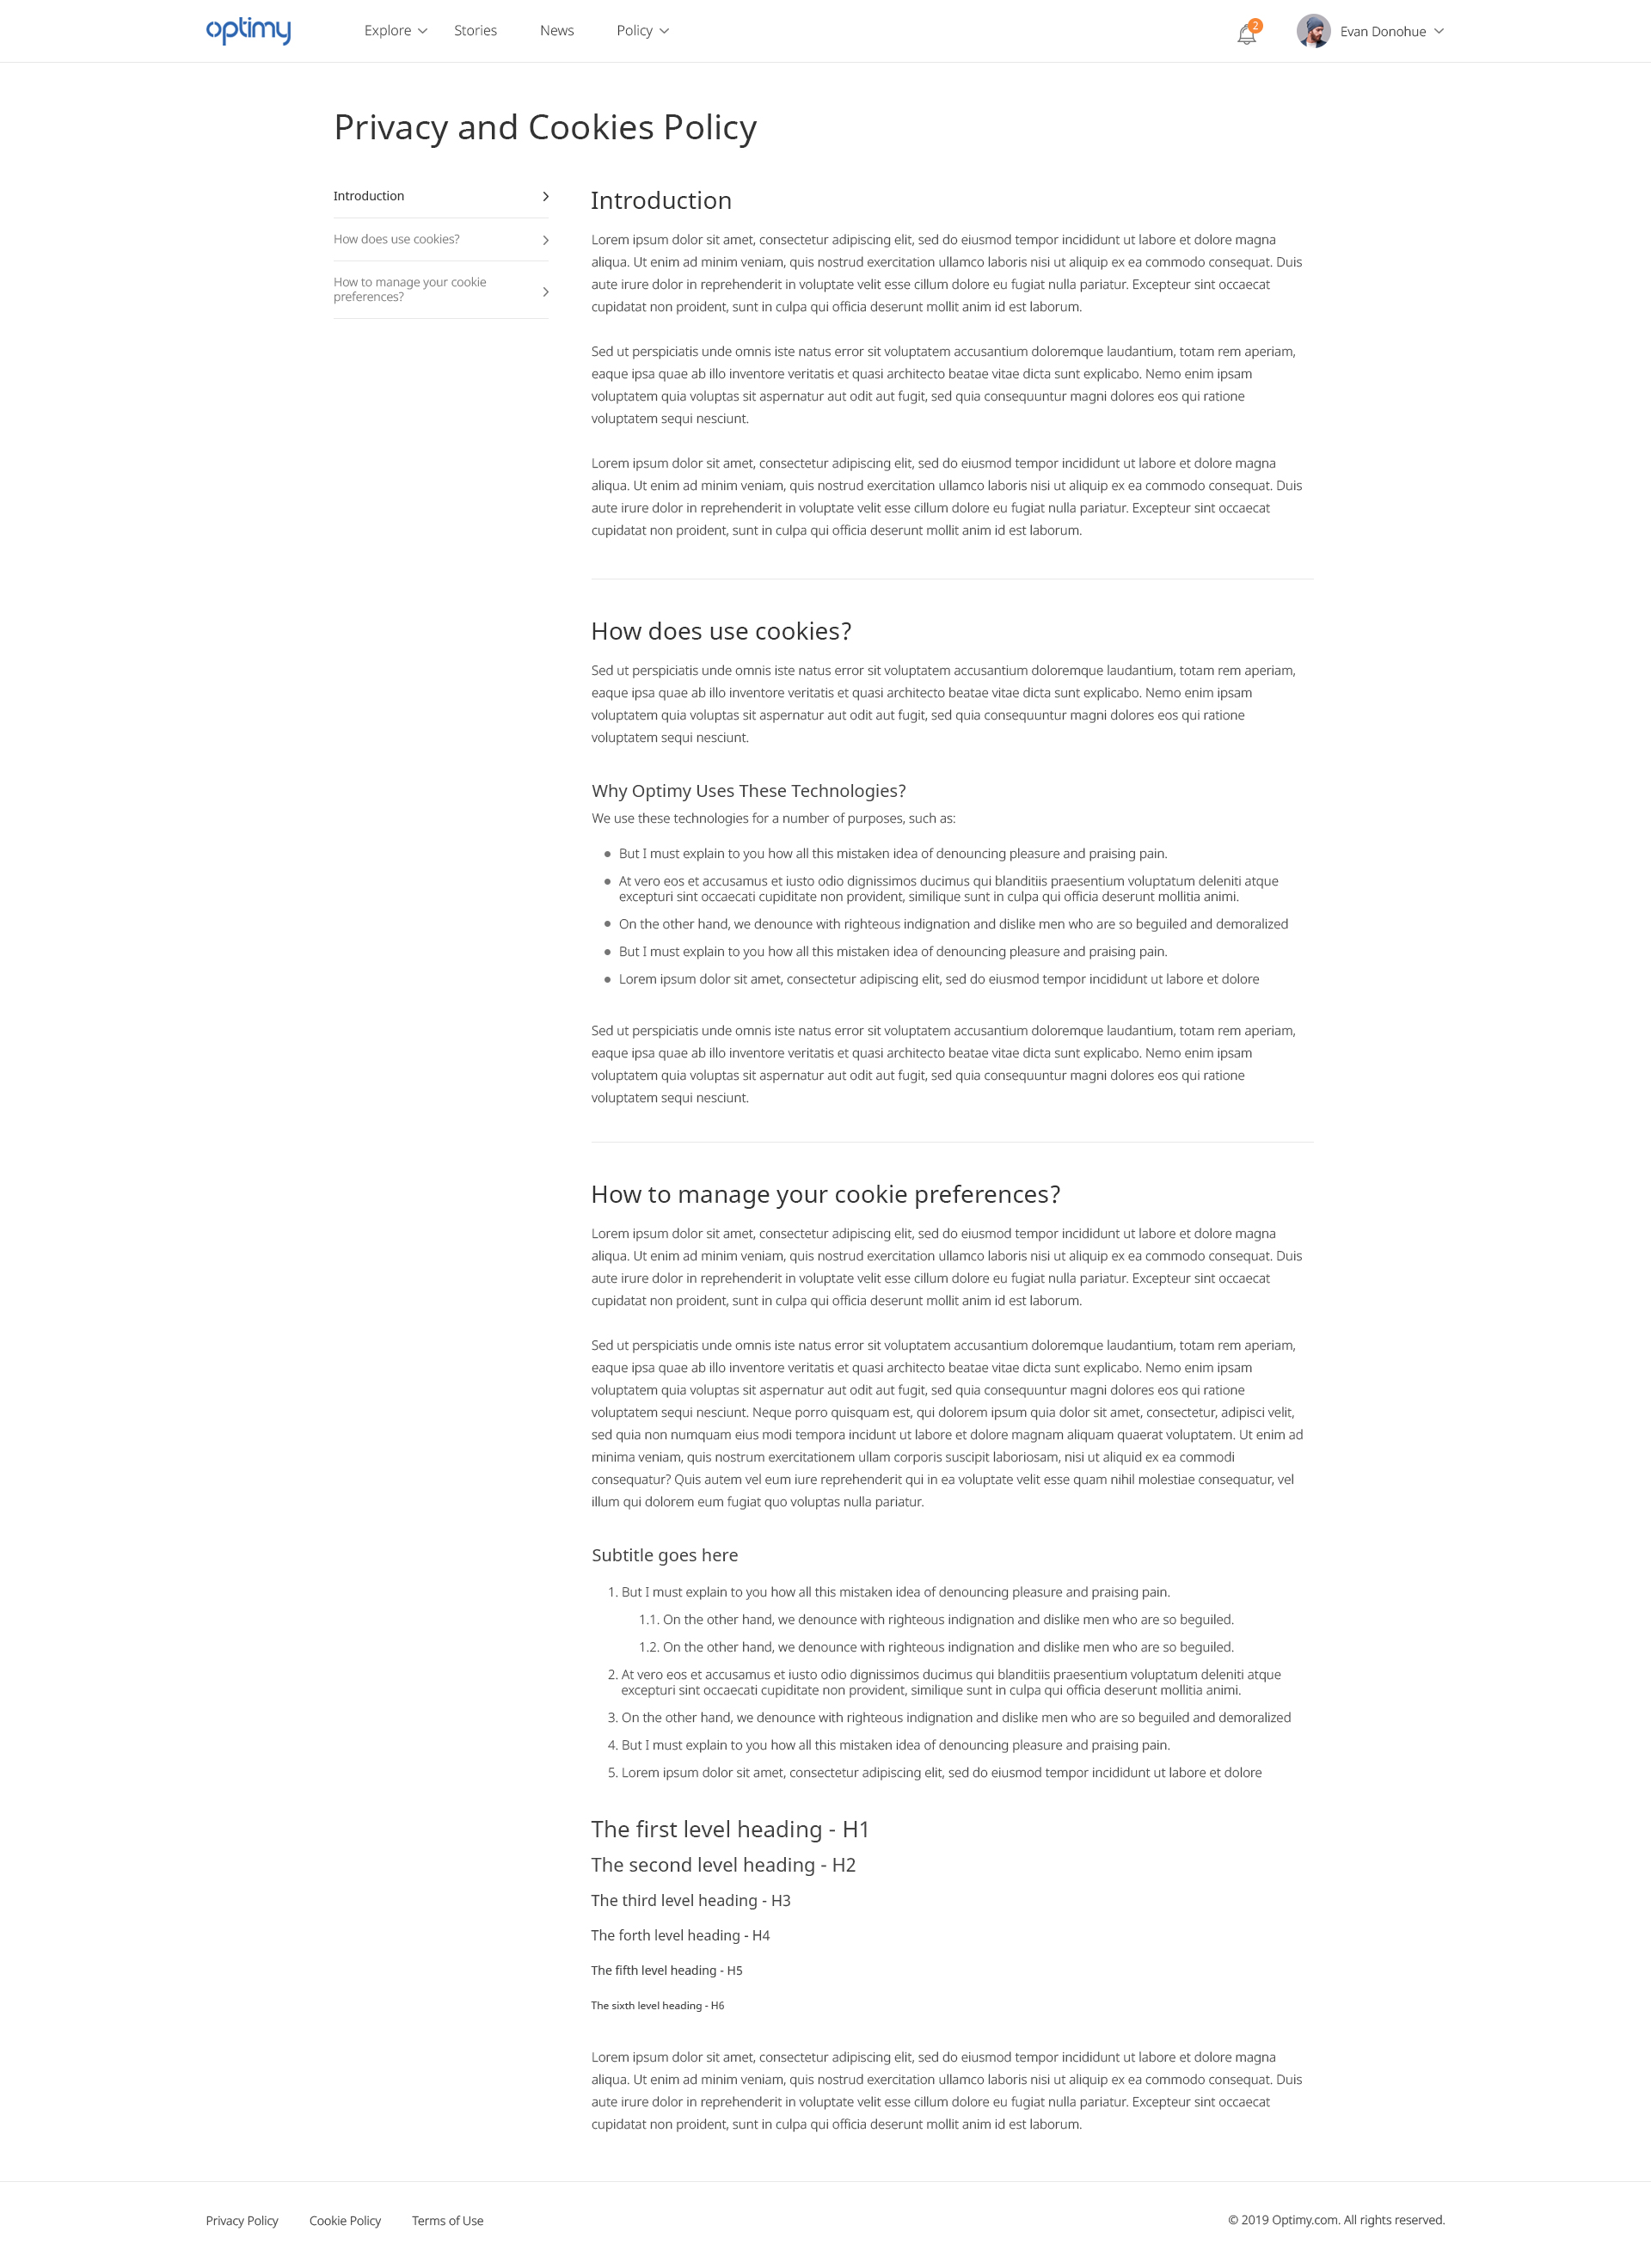 optimy
Explore
Stories
News
Policy
2
Evan Donohue
Privacy and Cookies Policy
Introduction
How does use cookies?
How to manage your cookie
preferences?
Introduction
Lorem ipsum dolor sit amet, consectetur adipiscing elit, sed do eiusmod tempor incididunt ut labore et dolore magna
aliqua. Ut enim ad minim veniam, quis nostrud exercitation ullamco laboris nisi ut aliquip ex ea commodo consequat. Duis
aute irure dolor in reprehenderit in voluptate velit esse cillum dolore eu fugiat nulla pariatur. Excepteur sint occaecat
cupidatat non proident, sunt in culpa qui officia deserunt mollit anim id est laborum.
Sed ut perspiciatis unde omnis iste natus error sit voluptatem accusantium doloremque laudantium, totam rem aperiam,
eaque ipsa quae ab illo inventore veritatis et quasi architecto beatae vitae dicta sunt explicabo. Nemo enim ipsam
voluptatem quia voluptas sit aspernatur aut odit aut fugit, sed quia consequuntur magni dolores eos qui ratione
voluptatem sequi nesciunt.
Lorem ipsum dolor sit amet, consectetur adipiscing elit, sed do eiusmod tempor incididunt ut labore et dolore magna
aliqua. Ut enim ad minim veniam, quis nostrud exercitation ullamco laboris nisi ut aliquip ex ea commodo consequat. Duis
aute irure dolor in reprehenderit in voluptate velit esse cillum dolore eu fugiat nulla pariatur. Excepteur sint occaecat
cupidatat non proident, sunt in culpa qui officia deserunt mollit anim id est laborum.
How does use cookies?
Sed ut perspiciatis unde omnis iste natus error sit voluptatem accusantium doloremque laudantium, totam rem aperiam,
eaque ipsa quae ab illo inventore veritatis et quasi architecto beatae vitae dicta sunt explicabo. Nemo enim ipsam
voluptatem quia voluptas sit aspernatur aut odit aut fugit, sed quia consequuntur magni dolores eos qui ratione
voluptatem sequi nesciunt.
Why Optimy Uses These Technologies?
We use these technologies for a number of purposes, such as:
But I must explain to you how all this mistaken idea of denouncing pleasure and praising pain.
At vero eos et accusamus et iusto odio dignissimos ducimus qui blanditiis praesentium voluptatum deleniti atque
excepturi sint occaecati cupiditate non provident, similique sunt in culpa qui officia deserunt mollitia animi.
On the other hand, we denounce with righteous indignation and dislike men who are so beguiled and demoralized
But I must explain to you how all this mistaken idea of denouncing pleasure and praising pain.
Lorem ipsum dolor sit amet, consectetur adipiscing elit, sed do eiusmod tempor incididunt ut labore et dolore
Sed ut perspiciatis unde omnis iste natus error sit voluptatem accusantium doloremque laudantium, totam rem aperiam,
eaque ipsa quae ab illo inventore veritatis et quasi architecto beatae vitae dicta sunt explicabo. Nemo enim ipsam
voluptatem quia voluptas sit aspernatur aut odit aut fugit, sed quia consequuntur magni dolores eos qui ratione
voluptatem sequi nesciunt.
How to manage your cookie preferences?
Lorem ipsum dolor sit amet, consectetur adipiscing elit, sed do eiusmod tempor incididunt ut labore et dolore magna
aliqua. Ut enim ad minim veniam, quis nostrud exercitation ullamco laboris nisi ut aliquip ex ea commodo consequat. Duis
aute irure dolor in reprehenderit in voluptate velit esse cillum dolore eu fugiat nulla pariatur. Excepteur sint occaecat
cupidatat non proident, sunt in culpa qui officia deserunt mollit anim id est laborum.
Sed ut perspiciatis unde omnis iste natus error sit voluptatem accusantium doloremque laudantium, totam rem aperiam,
eaque ipsa quae ab illo inventore veritatis et quasi architecto beatae vitae dicta sunt explicabo. Nemo enim ipsam
voluptatem quia voluptas sit aspernatur aut odit aut fugit, sed quia consequuntur magni dolores eos qui ratione
voluptatem sequi nesciunt. Neque porro quisquam est, qui dolorem ipsum quia dolor sit amet, consectetur, adipisci velit,
sed quia non numquam eius modi tempora incidunt ut labore et dolore magnam aliquam quaerat voluptatem. Ut enim ad
minima veniam, quis nostrum exercitationem ullam corporis suscipit laboriosam, nisi ut aliquid ex ea commodi
consequatur? Quis autem vel eum iure reprehenderit qui in ea voluptate velit esse quam nihil molestiae consequatur, vel
illum qui dolorem eum fugiat quo voluptas nulla pariatur.
Subtitle goes here
1. But I must explain to you how all this mistaken idea of denouncing pleasure and praising pain.
1.1. On the other hand, we denounce with righteous indignation and dislike men who are so beguiled.
1.2. On the other hand, we denounce with righteous indignation and dislike men who are so beguiled.
2. At vero eos et accusamus et iusto odio dignissimos ducimus qui blanditiis praesentium voluptatum deleniti atque
excepturi sint occaecati cupiditate non provident, similique sunt in culpa qui officia deserunt mollitia animi.
3. On the other hand, we denounce with righteous indignation and dislike men who are so beguiled and demoralized
4. But I must explain to you how all this mistaken idea of denouncing pleasure and praising pain.
5. Lorem ipsum dolor sit amet, consectetur adipiscing elit, sed do eiusmod tempor incididunt ut labore et dolore
The first level heading - H1
The second level heading - H2
The third level heading - H3
The forth level heading - H4
The fifth level heading - H5
The sixth level heading - H6
Lorem ipsum dolor sit amet, consectetur adipiscing elit, sed do eiusmod tempor incididunt ut labore et dolore magna
aliqua. Ut enim ad minim veniam, quis nostrud exercitation ullamco laboris nisi ut aliquip ex ea commodo consequat. Duis
aute irure dolor in reprehenderit in voluptate velit esse cillum dolore eu fugiat nulla pariatur. Excepteur sint occaecat
cupidatat non proident, sunt in culpa qui officia deserunt mollit anim id est laborum.
Privacy Policy
Cookie Policy
Terms of Use
© 2019 Optimy.com. All rights reserved.